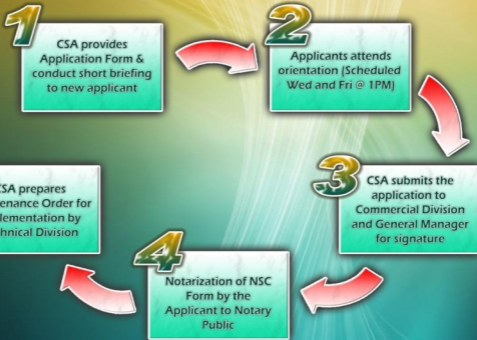 1
CSA provides
Application Form &
conduct short briefing
to new applicant
2
Applicants attends
orientation (Scheduled
Wed and Fri @ 1PM)
3
CSA submits the
application to
Commercial Division
and General Manager
for signature
4
Notarization of NSC
Form by the
Applicant to Notary
Public
CSA prepares
Order for
by
Division